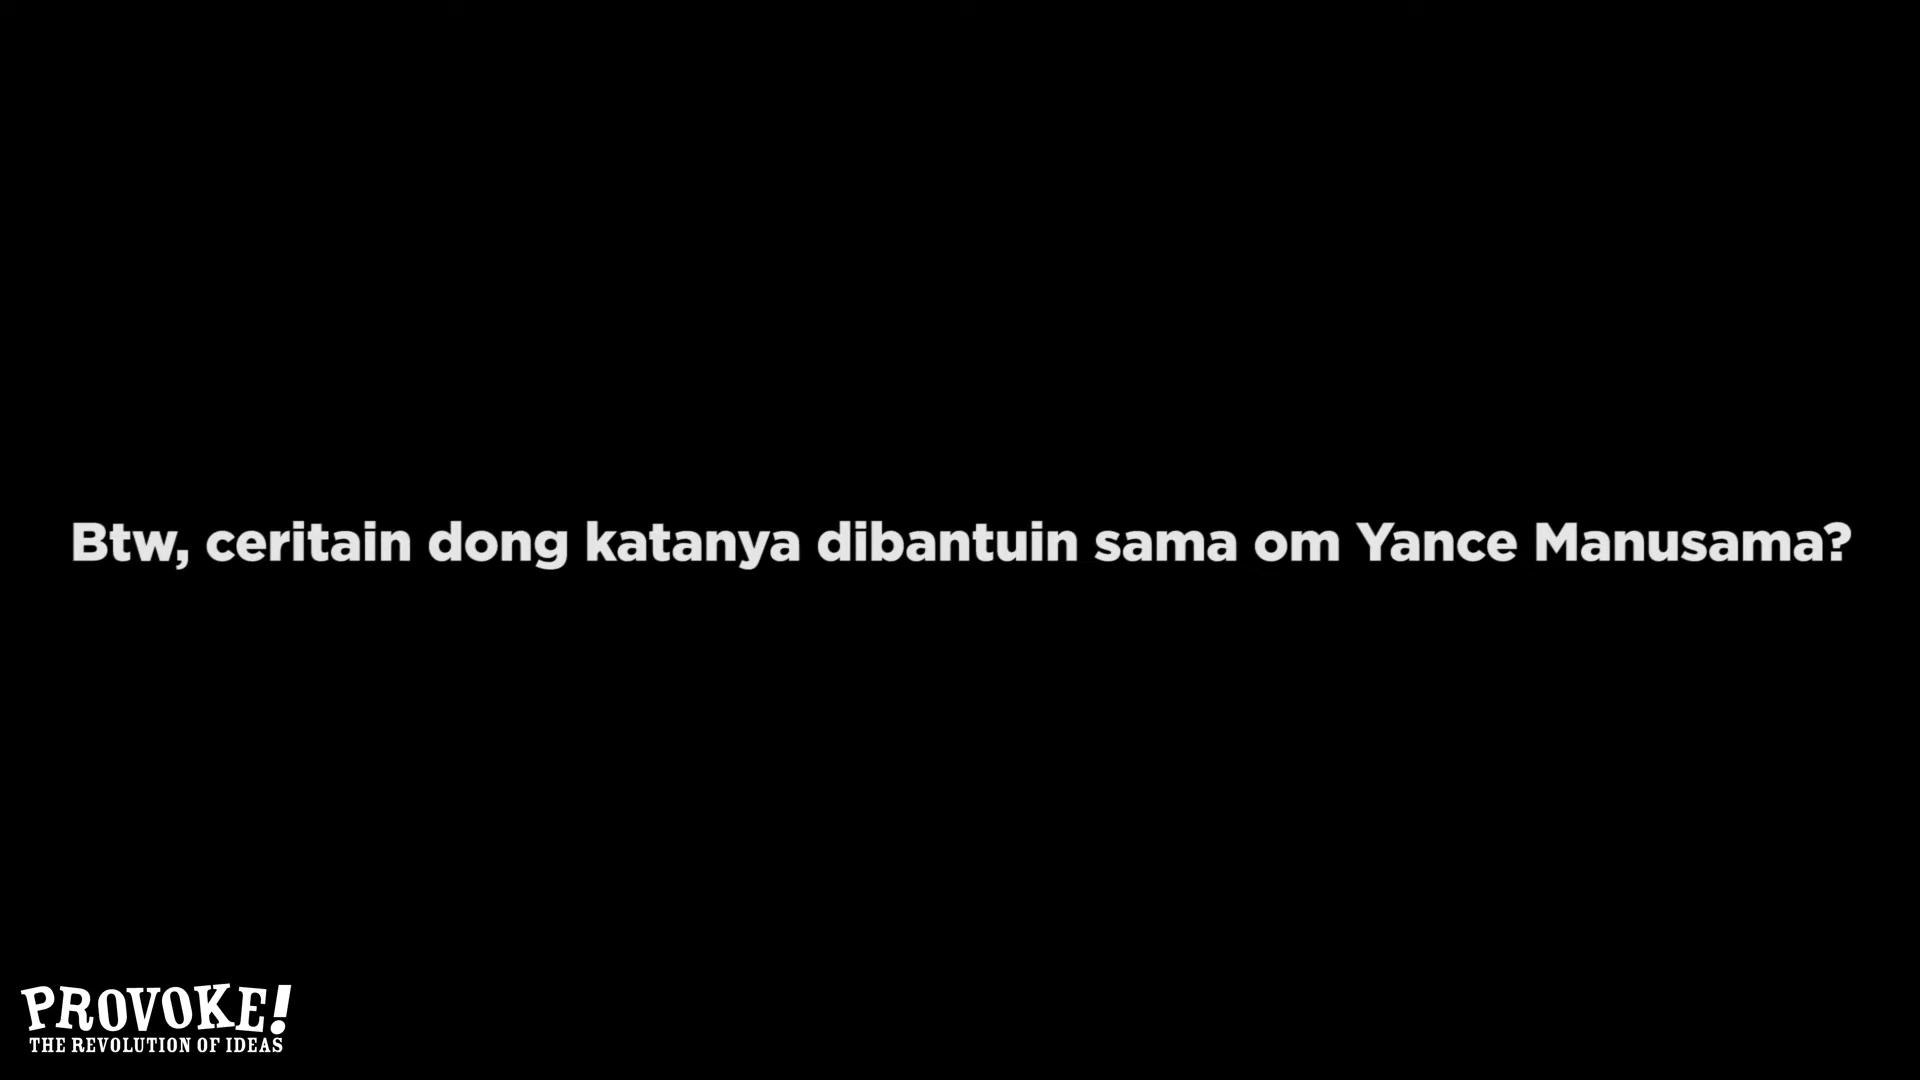 Btw, ceritain dong katanya dibantuin sama om Yance Manusama?
PROVOKE!
THE REVOLUTION OF IDEAS